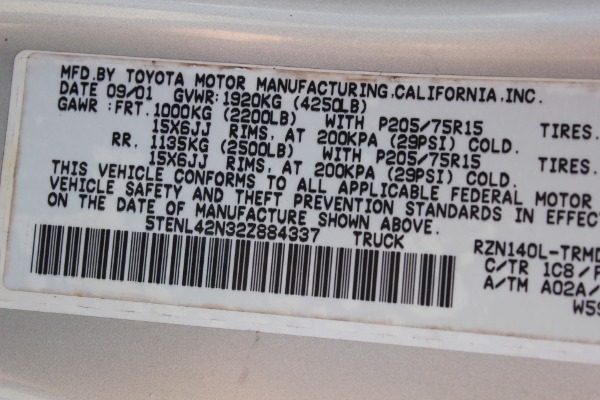 MFD.BY TOYOTA MOTOR MANUFACTURING,CALIFORNIA,INC.
DATE 09/01 GVWR:1920KG (4250LB)
GAWR : FRT. 1000KG (2200LB) WITH P205/75R15 TIRES.
15X6JJ RIMS, AT 200KPA (29PSI) COLD.
RR. 1135KG (2500LB) WITH P205/75R15 TIRES.
15X6JJ RIMS, AT 200KPA (29PSI) COLD.
THIS VEHICLE CONFORMS TO ALL APPLICABLE FEDERAL MOTOR
VEHICLE SAFETY AND THEFT PREVENTION STANDARDS IN EFFEC
ON THE DATE OF MANUFACTURE SHOWN ABOVE.
5TENL42N32Z884337 TRUCK RZN140L-TRMD
C/TR 1C8/F
A/TM A02A/
W59